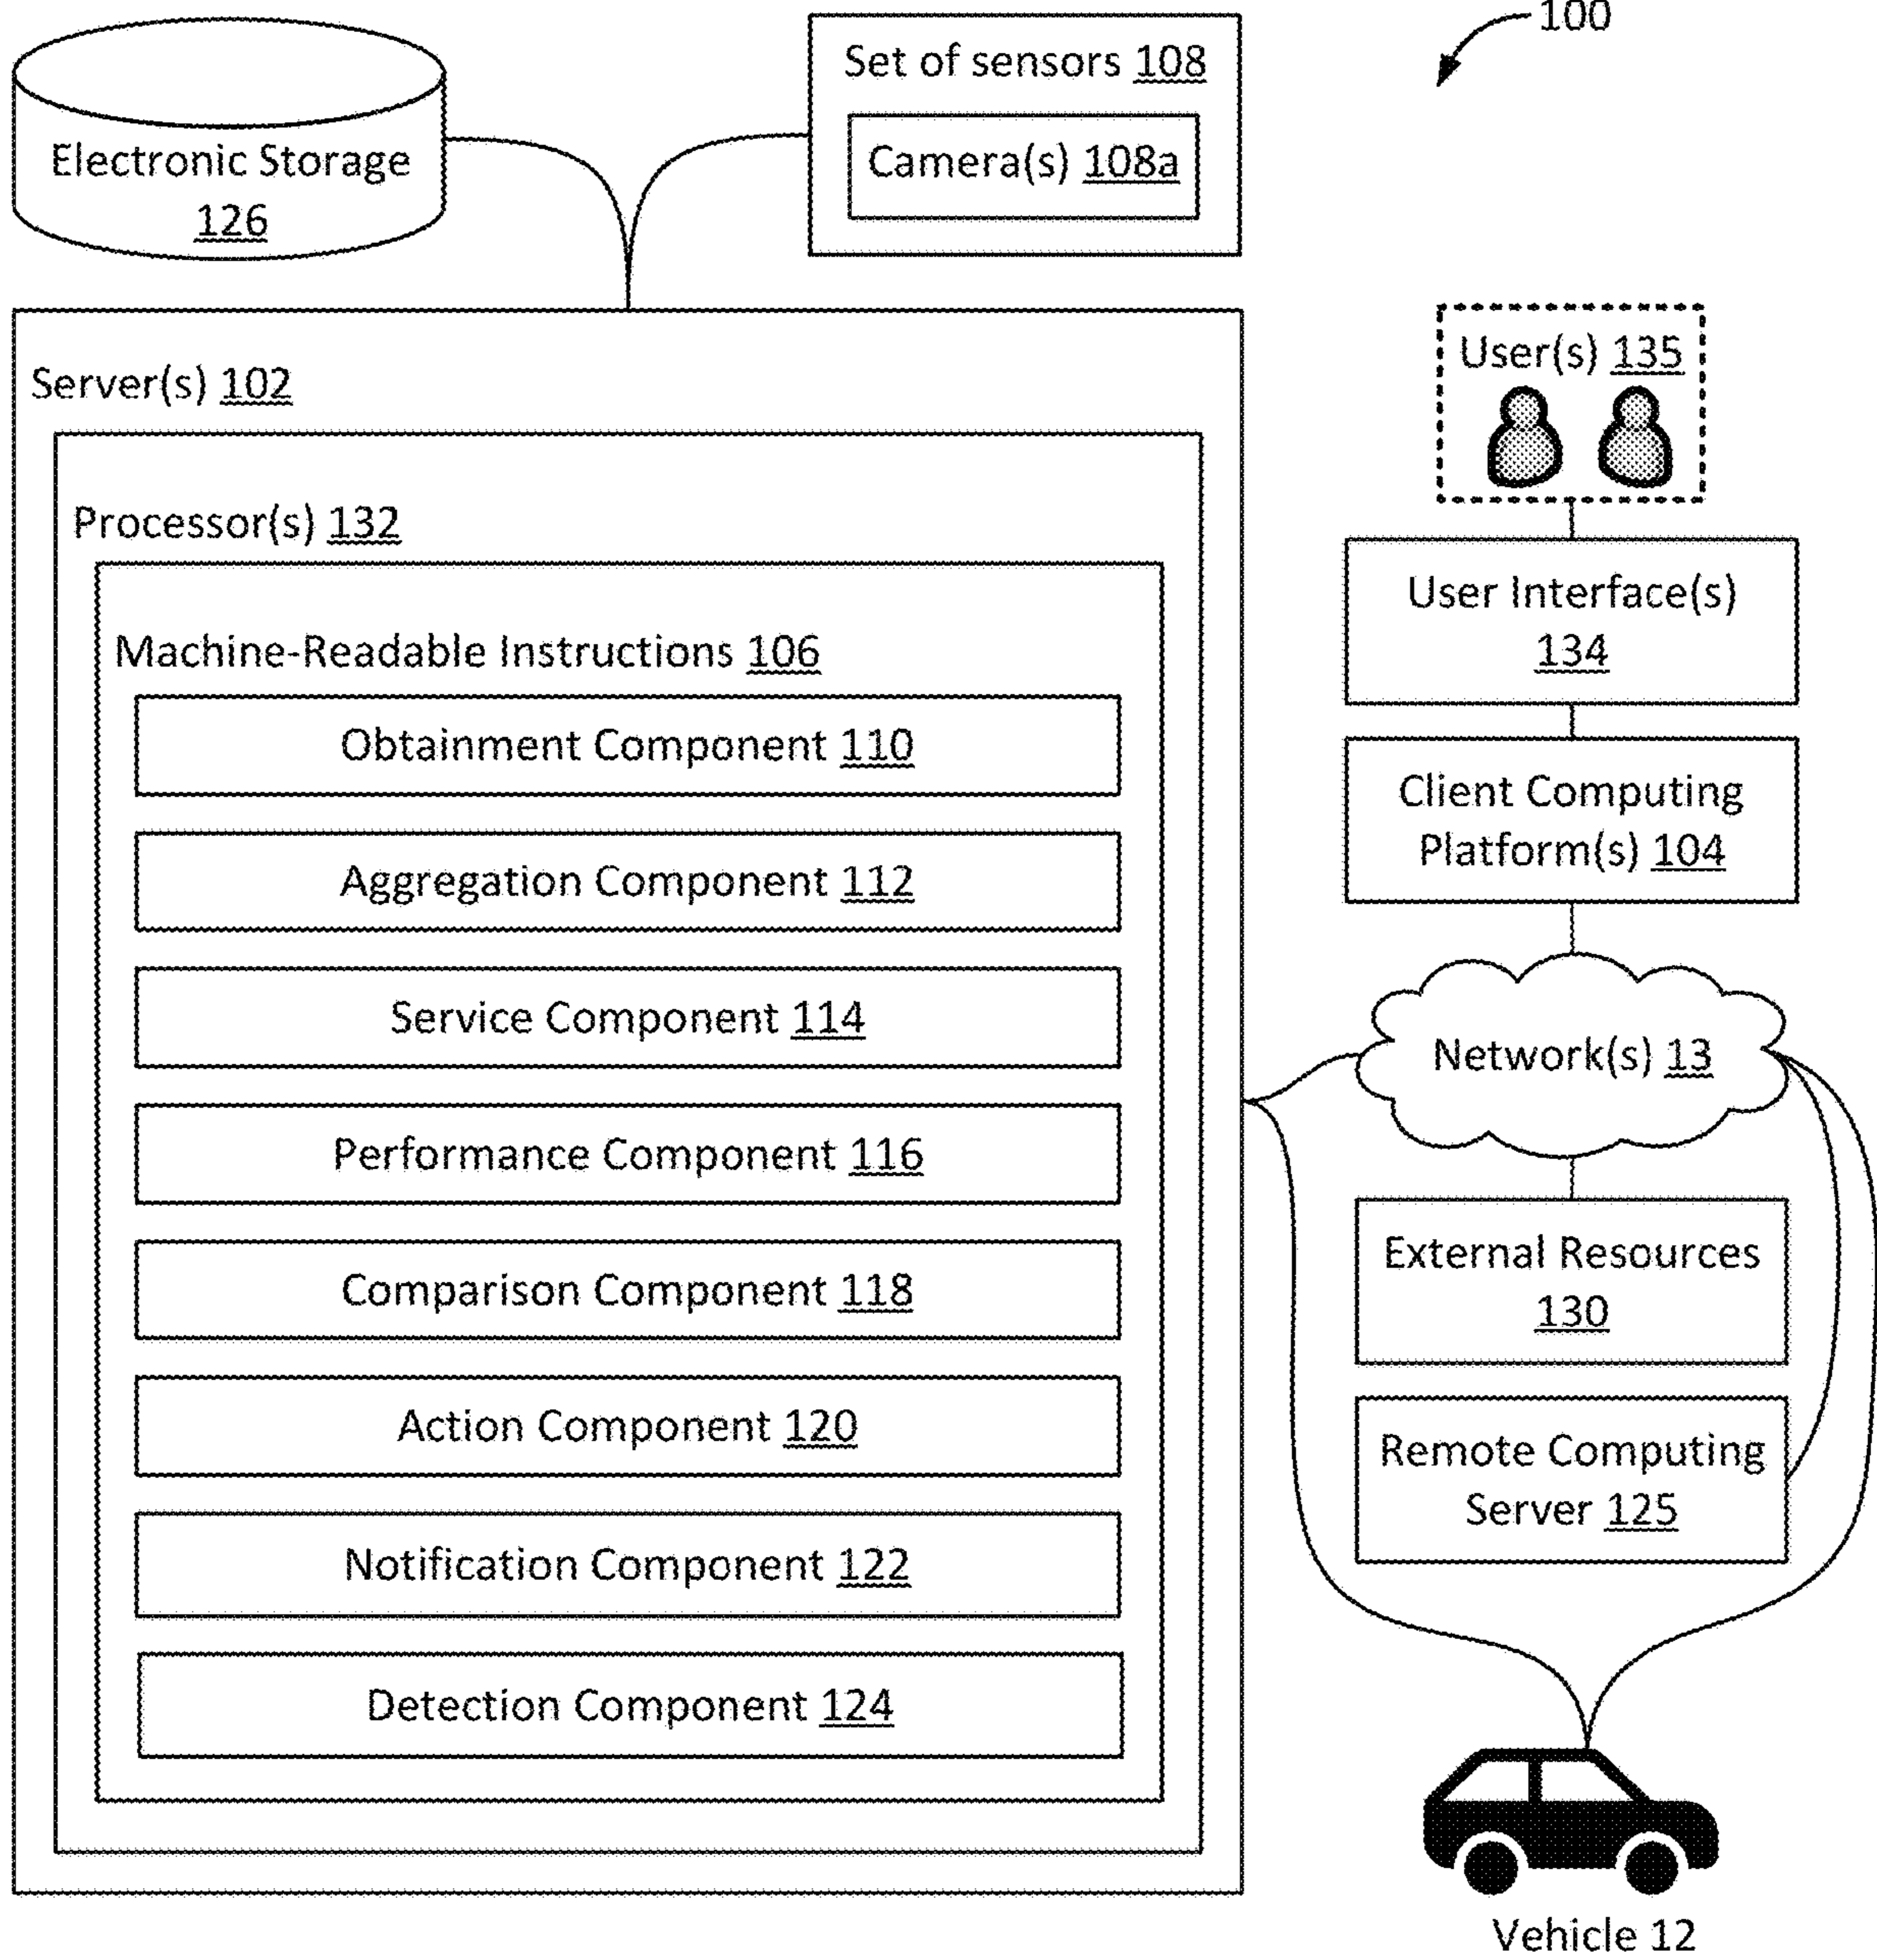 100
Electronic Storage
126
Set of sensors 108
Camera(s) 108a
Server(s) 102
Processor(s) 132
Machine-Readable Instructions 106
Obtainment Component 110
Aggregation Component 112
Service Component 114
Performance Component 116
Comparison Component 118
Action Component 120
Notification Component 122
Detection Component 124
User(s) 135
User Interface(s)
134
Client Computing
Platform(s) 104
Network(s) 13
External Resources
130
Remote Computing
Server 125
Vehicle 12